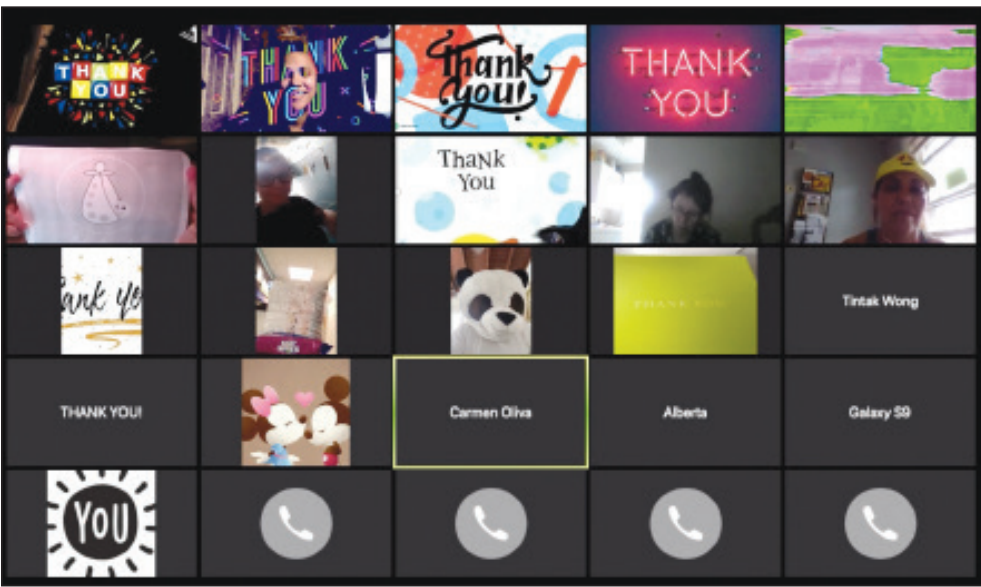 THANK
YOU
THANK
YOU
Thank
you!
THANK
YOU
ThaNk
You
ank yo
THANK YOU
Tintak Wong
THANK YOU!
Carmen Oliva
Alberta
Galaxy S9
YOU